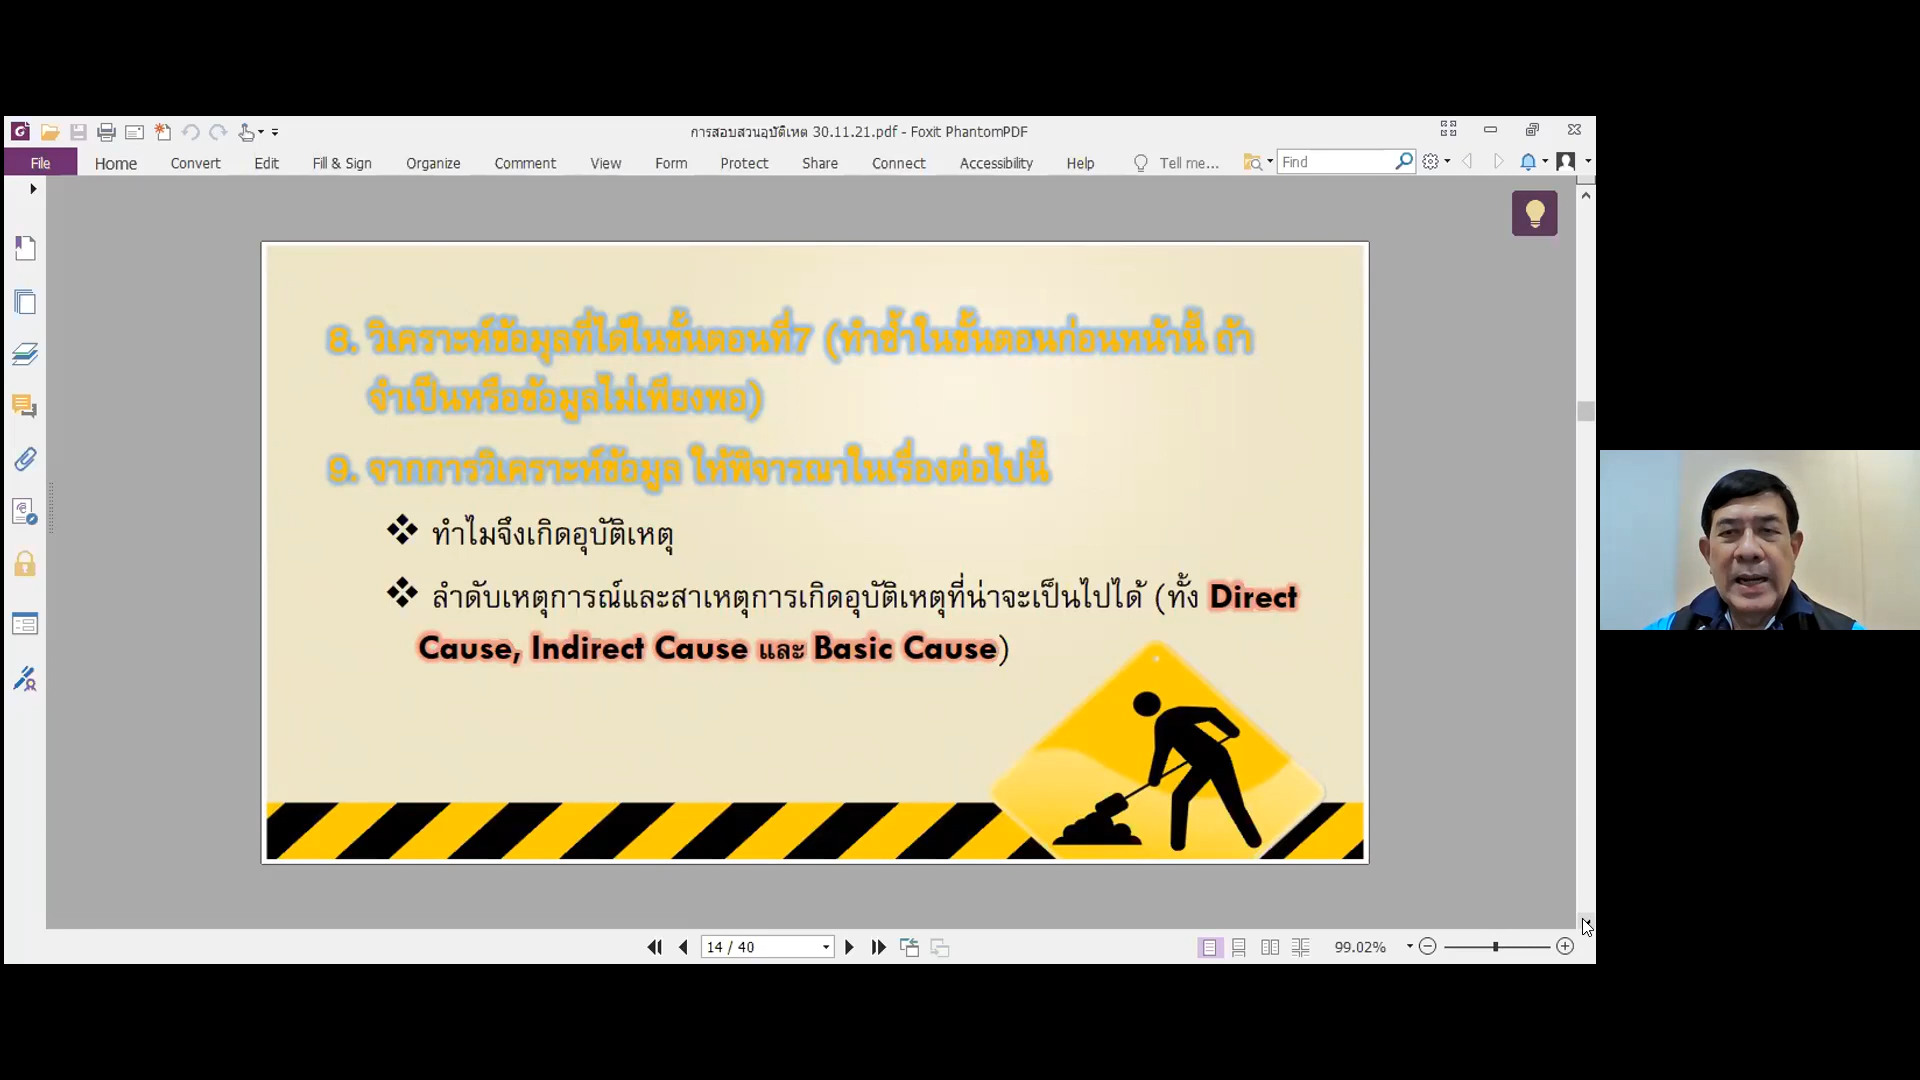 การสอบสวนอุบัติเหต 30.11.21.pdf - Foxit PhantomPDF
File Home Convert Edit Fill & Sign Organize Comment View Form Protect Share Connect Accessibility Help Tell me... Find
8. วิเคราะห์ข้อมูลที่ได้ในขั้นตอนที่7 (ทำซ้ำในขั้นตอนก่อนหน้านี้ ถ้า
จำเป็นหรือข้อมูลไม่เพียงพอ)
9. จากการวิเคราะห์ข้อมูล ให้พิจารณาในเรื่องต่อไปนี้
❖ ทำไมจึงเกิดอุบัติเหตุ
❖ ลำดับเหตุการณ์และสาเหตุการเกิดอุบัติเหตุที่น่าจะเป็นไปได้ (ทั้ง Direct
Cause, Indirect Cause และ Basic Cause)
14 / 40 99.02%